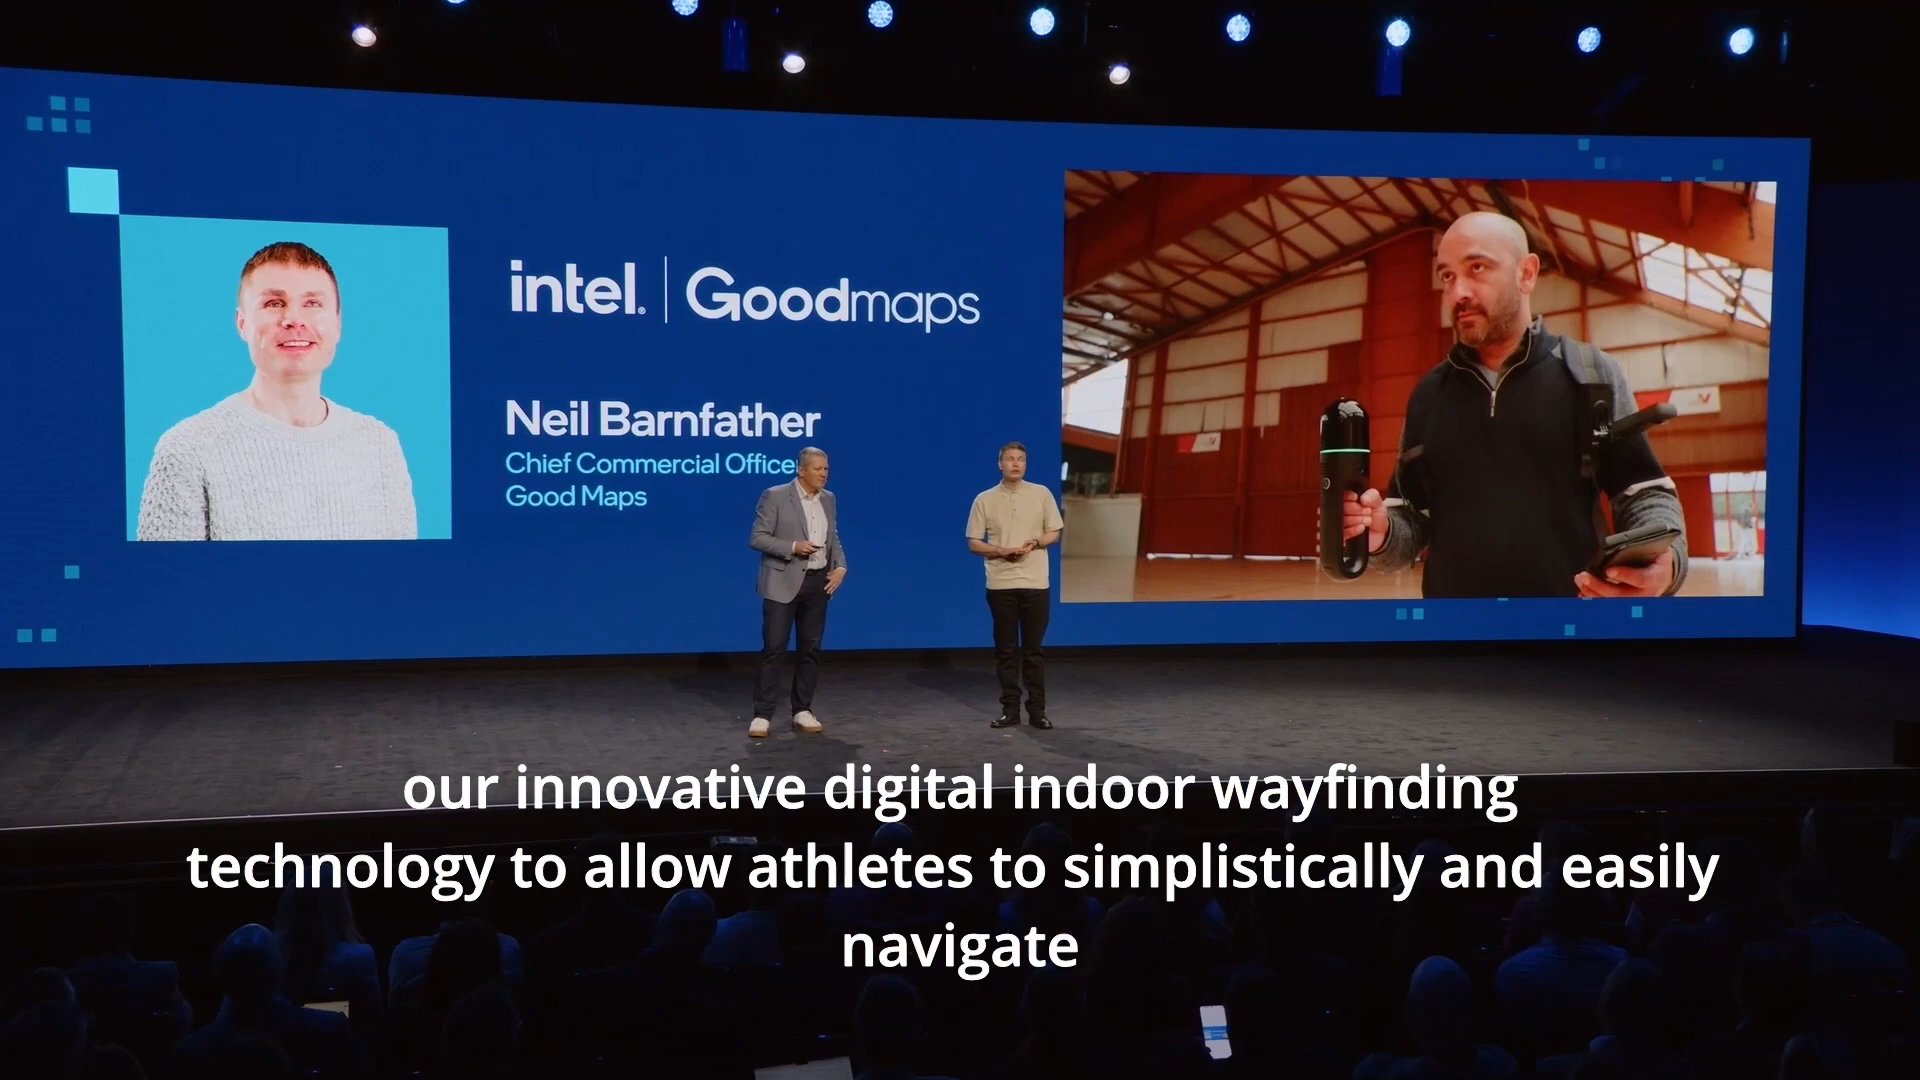 intel. | Goodmaps
Neil Barnfather
Chief Commercial Officer
Good Maps
our innovative digital indoor wayfinding
technology to allow athletes to simplistically and easily
navigate